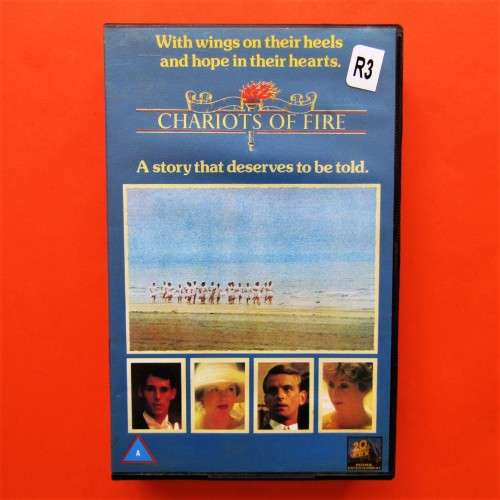 With wings on their heels
and hope in their hearts.
R3
CHARIOTS OF FIRE
A story that deserves to be told.
A
20